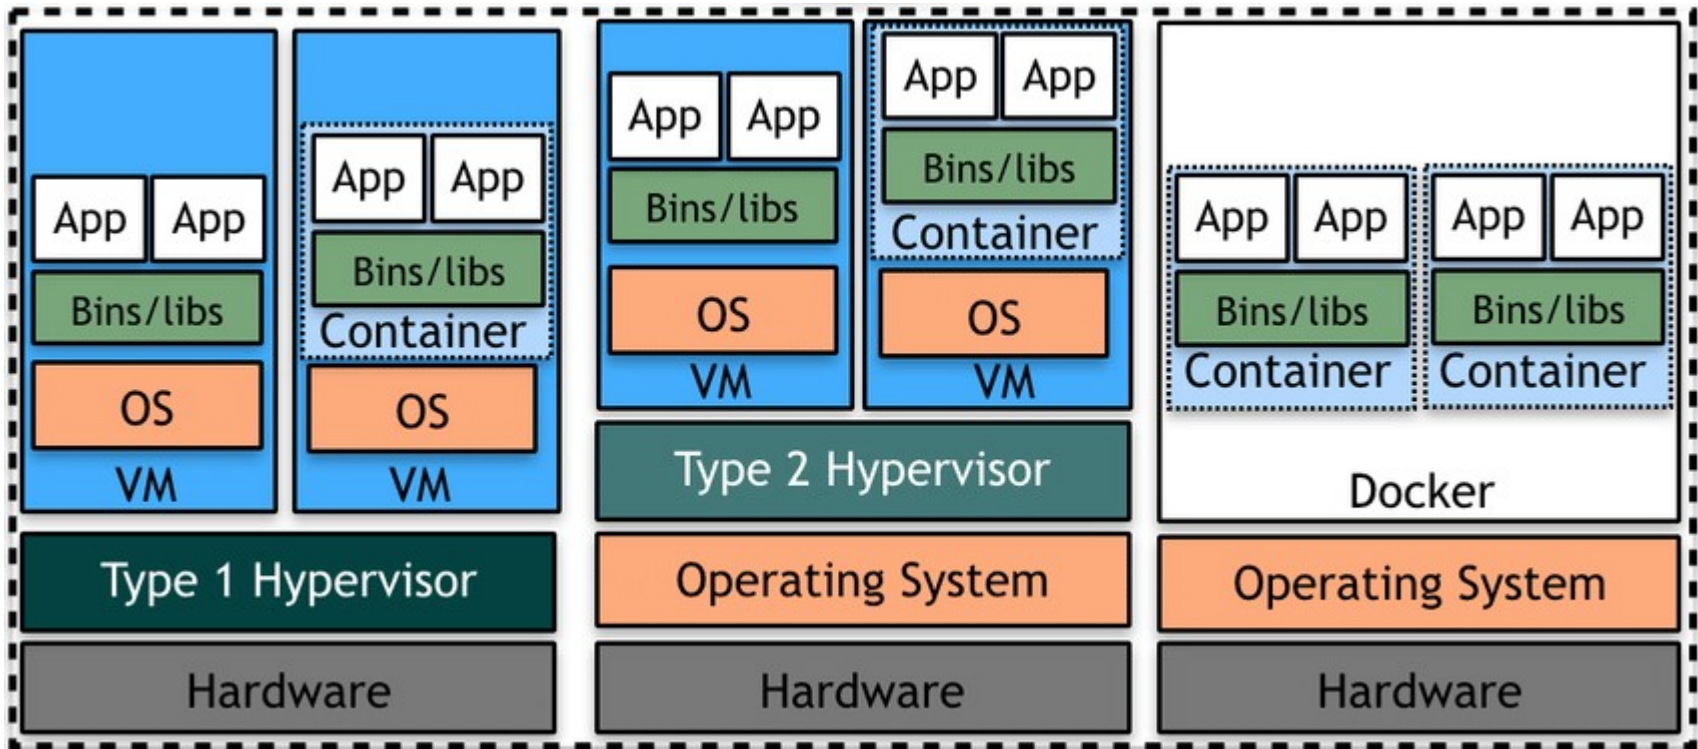 App App
Bins/libs
OS
VM
App App
Bins/libs
Container
OS
VM
Type 1 Hypervisor
Hardware
App App
Bins/libs
OS
VM
App App
Bins/libs
Container
OS
VM
Type 2 Hypervisor
Operating System
Hardware
App App
Bins/libs
Container
App App
Bins/libs
Container
Docker
Operating System
Hardware